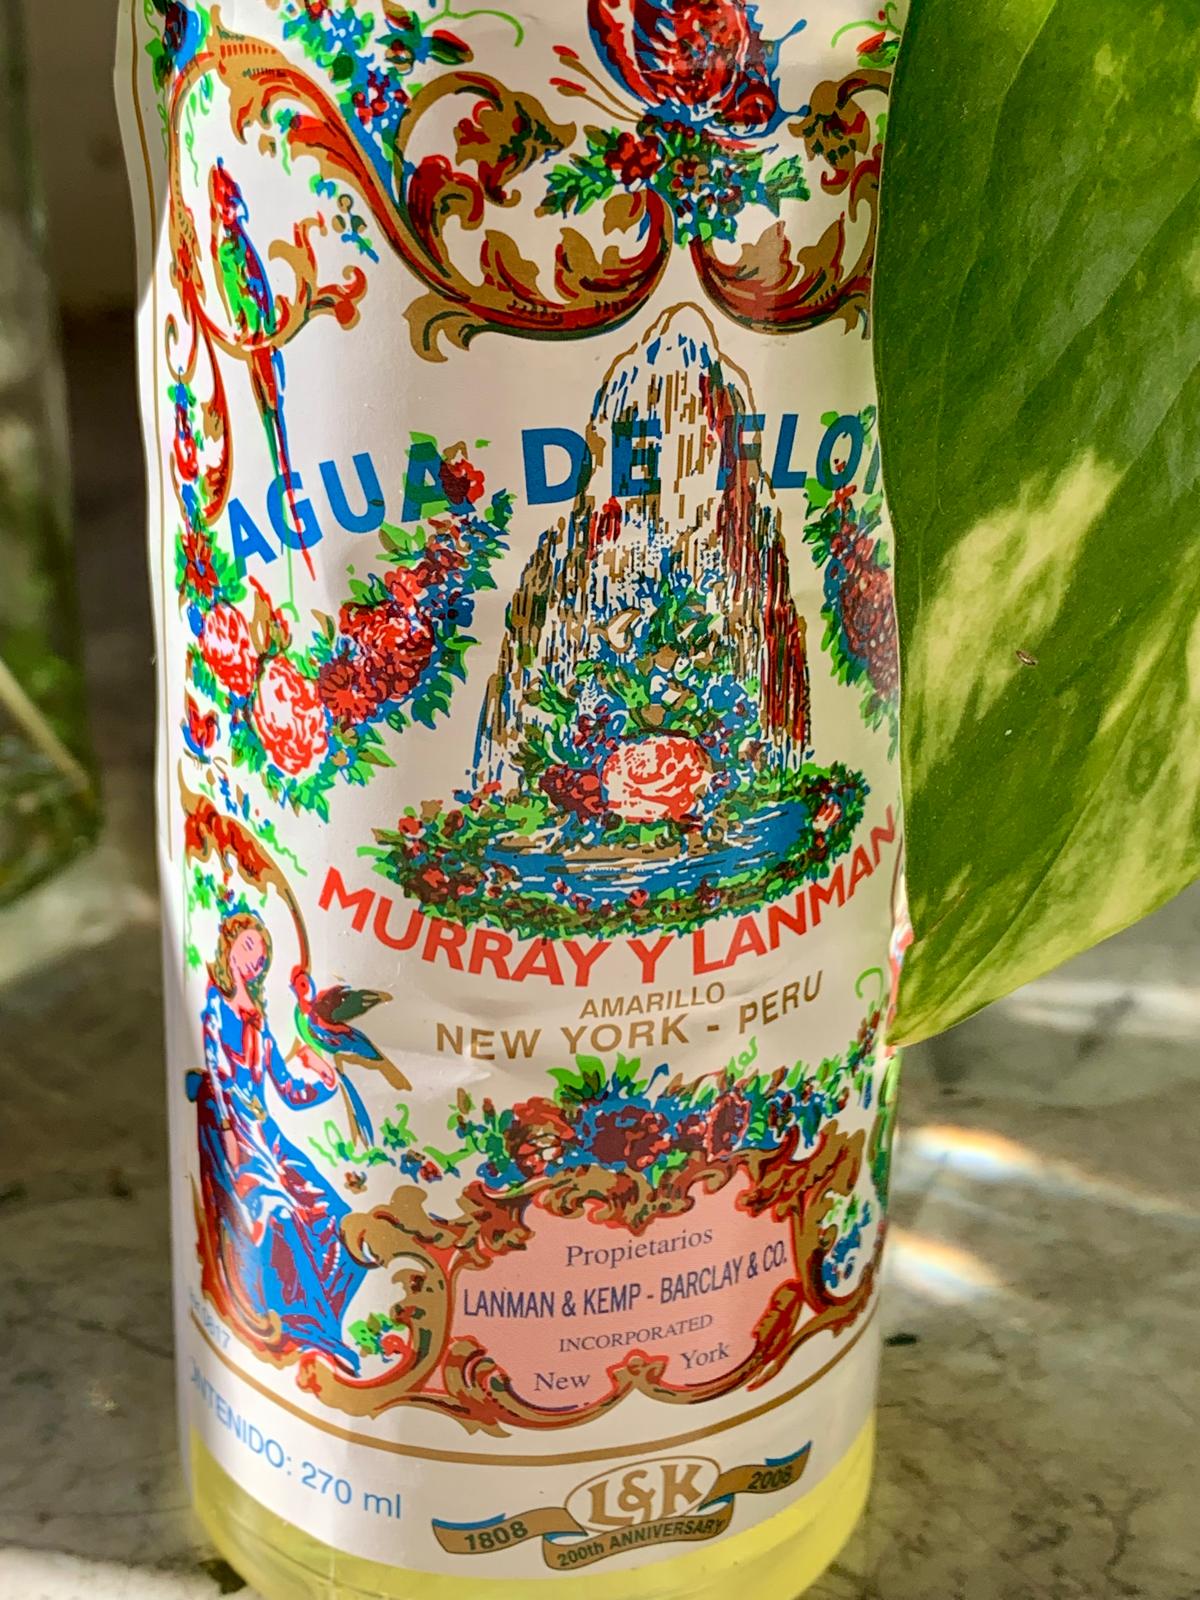 AGUA DE FLO
MURRAY Y LANMAN
AMARILLO
NEW YORK - PERU
Propietarios
LANMAN & KEMP - BARCLAY & CO.
INCORPORATED
New York
ONTENIDO: 270 ml
L&K
1808 2008
200th ANNIVERSARY